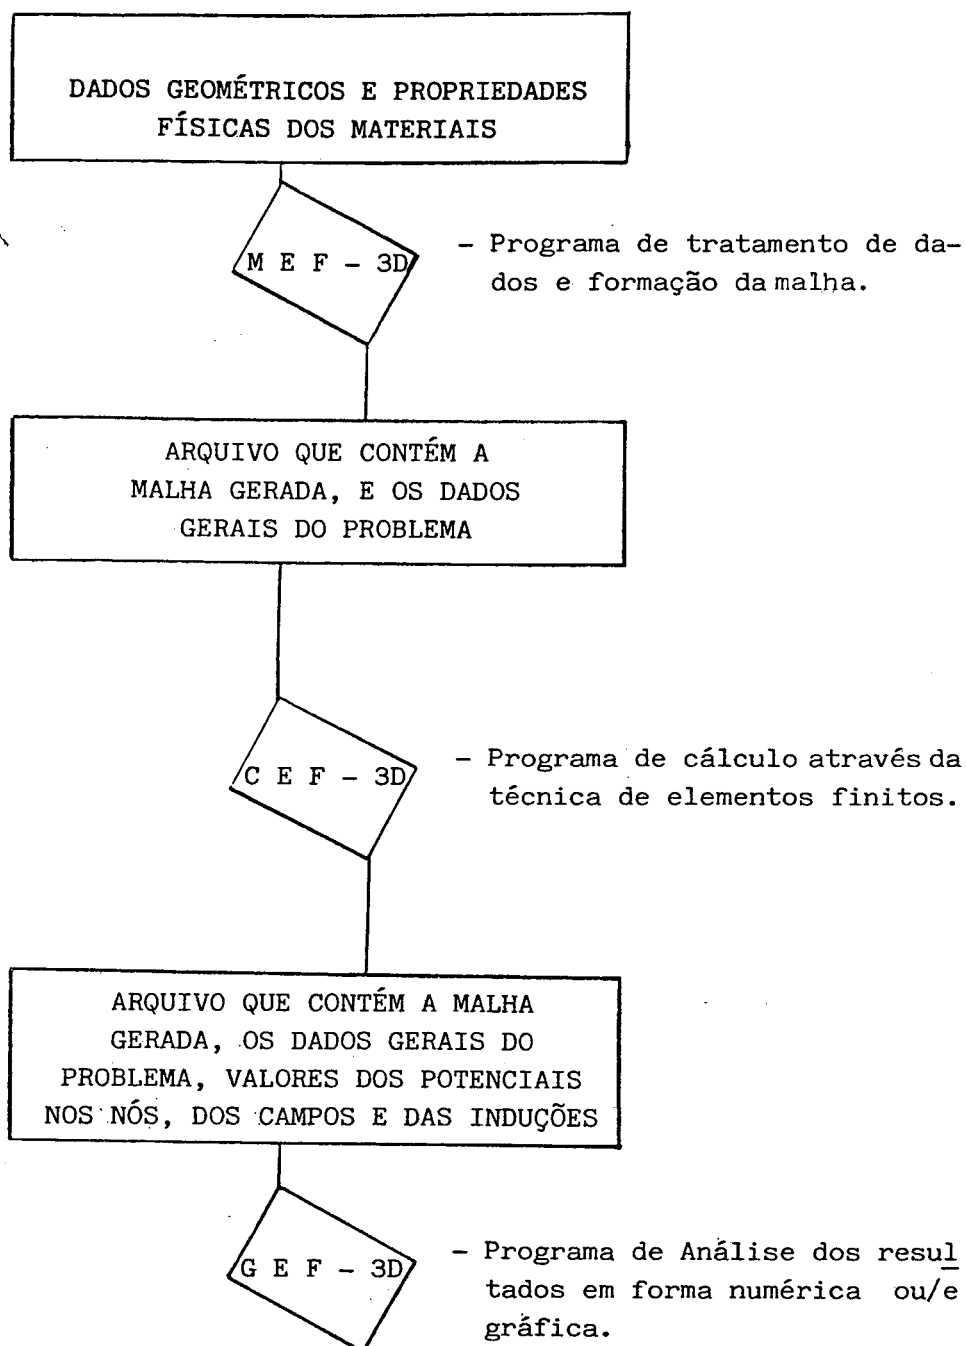 DADOS GEOMÉTRICOS E PROPRIEDADES
FÍSICAS DOS MATERIAIS
M E F - 3D
- Programa de tratamento de da-
dos e formação da malha.
ARQUIVO QUE CONTÉM A
MALHA GERADA, E OS DADOS
GERAIS DO PROBLEMA
C E F - 3D
- Programa de cálculo através da
técnica de elementos finitos.
ARQUIVO QUE CONTÉM A MALHA
GERADA, OS DADOS GERAIS DO
PROBLEMA, VALORES DOS POTENCIAIS
NOS NÓS, DOS CAMPOS E DAS INDUÇÕES
G E F - 3D
- Programa de Análise dos resul
tados em forma numérica ou/e
gráfica.